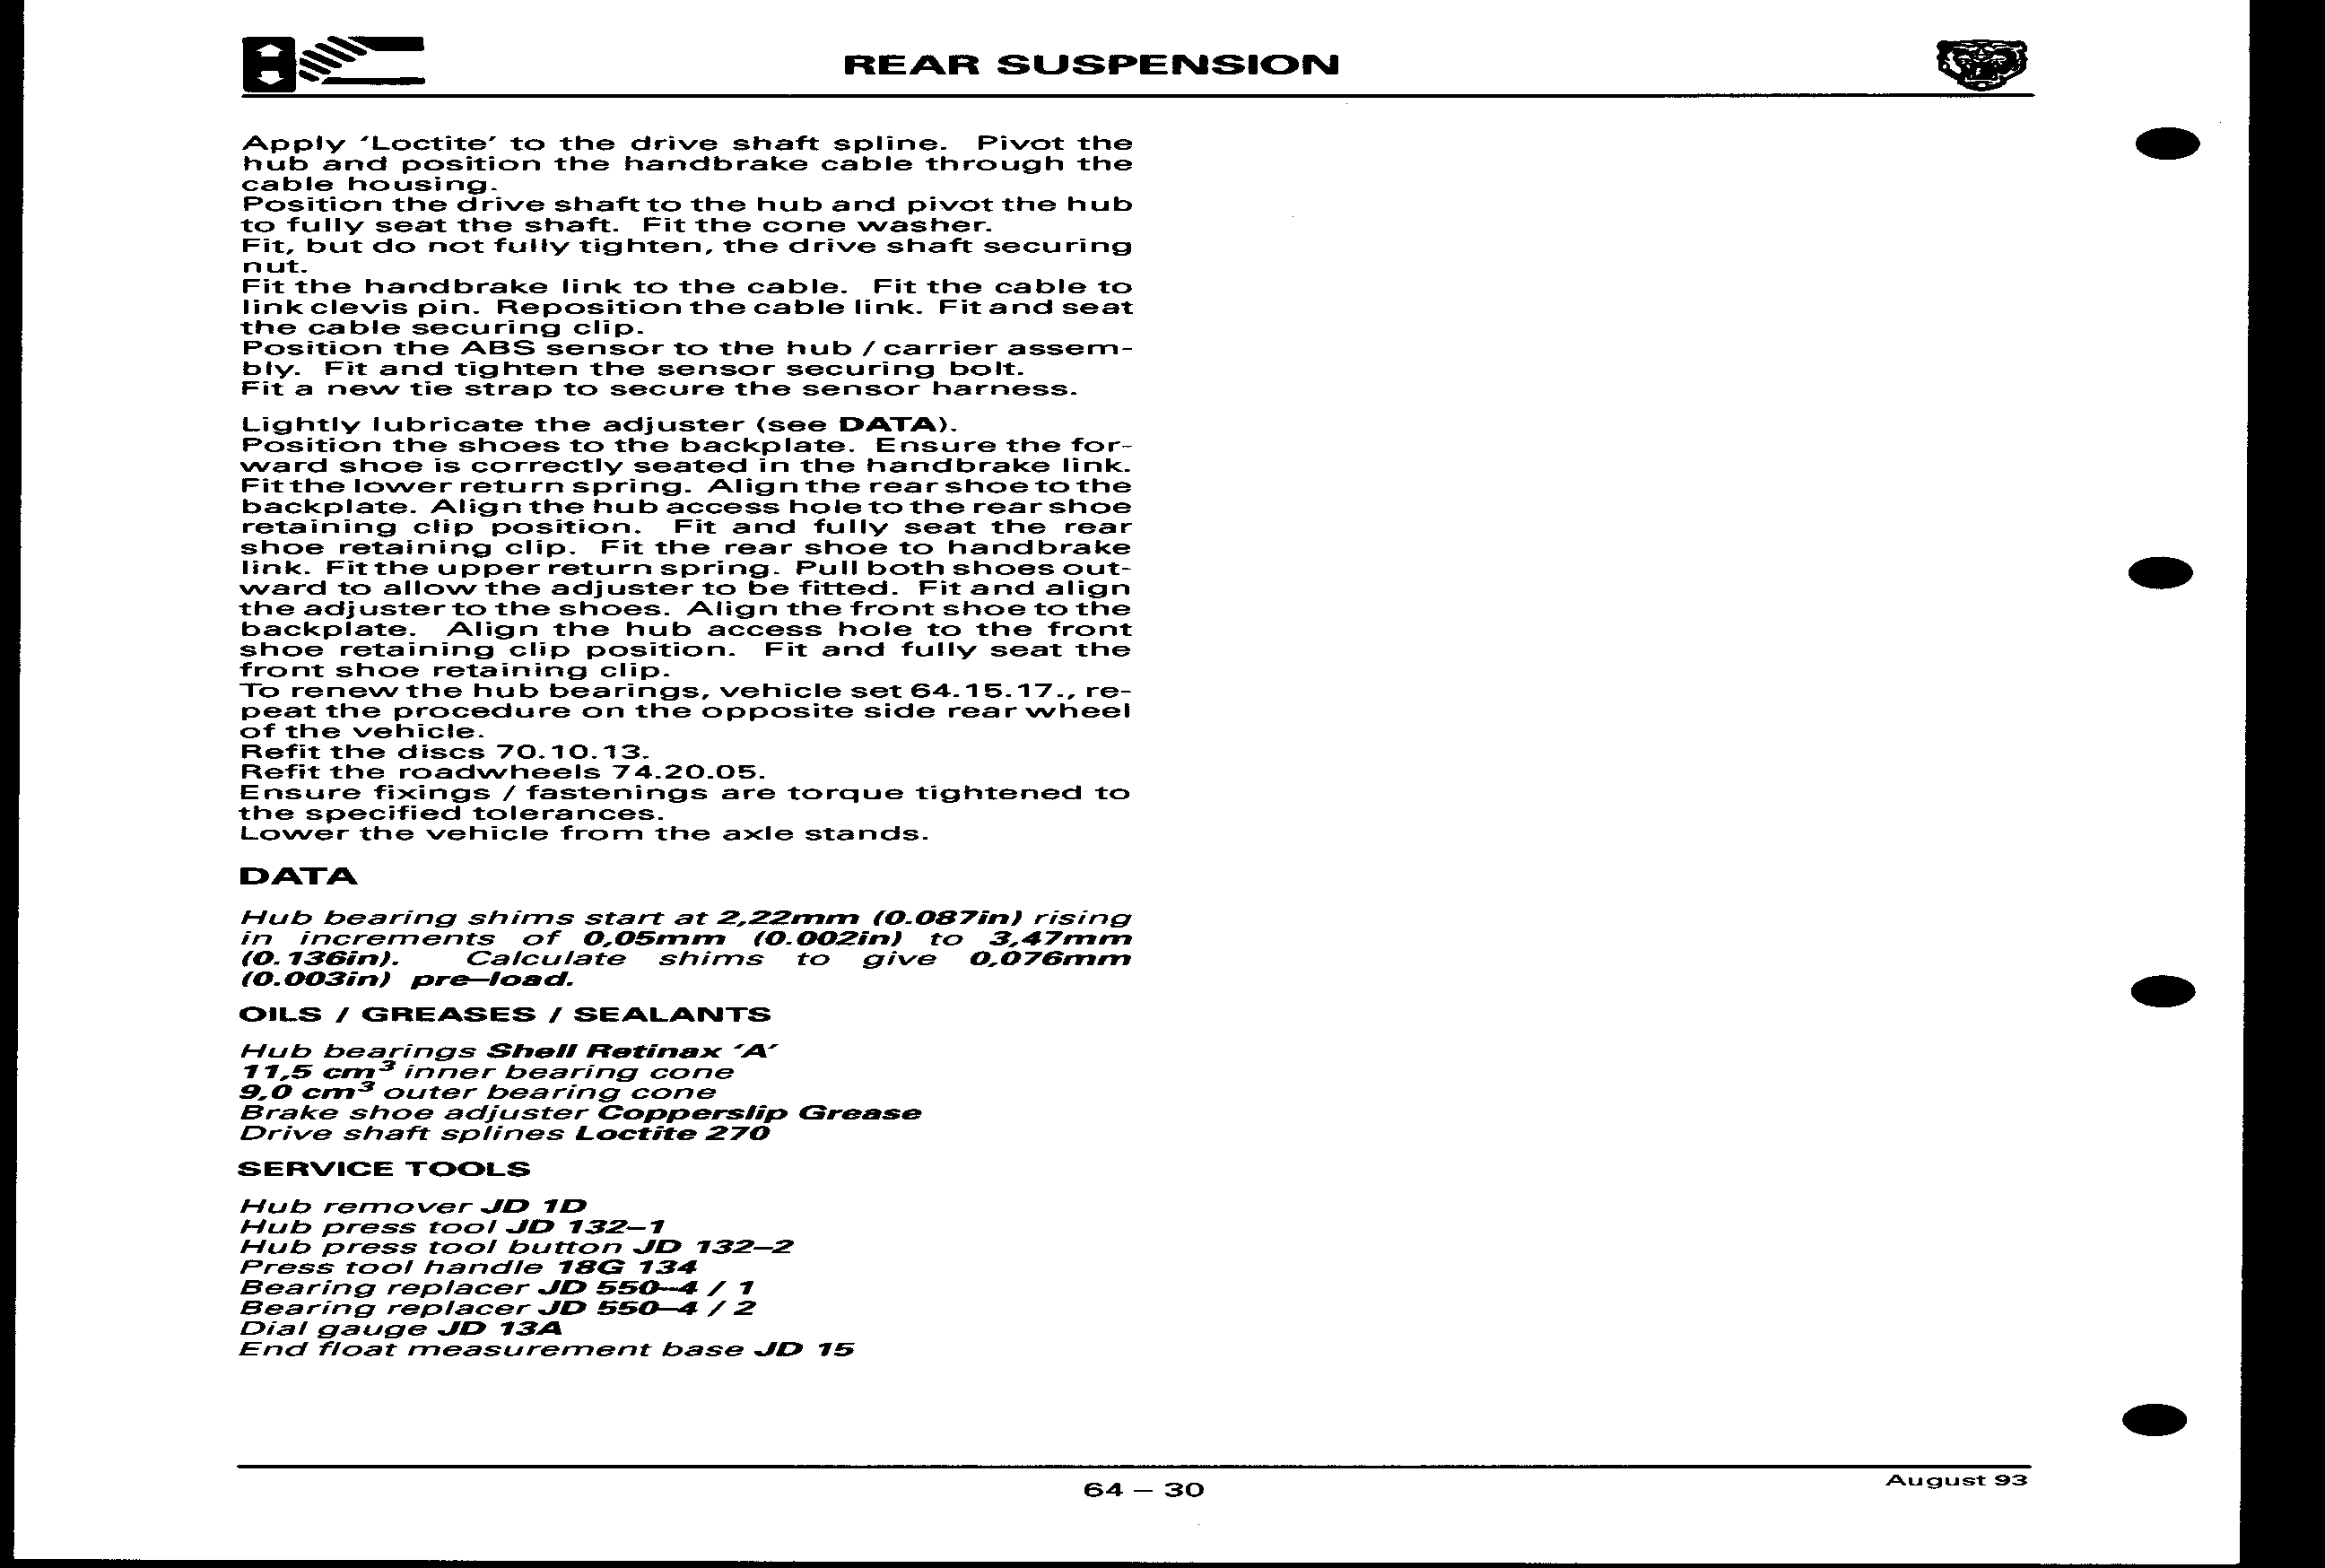 REAR SUSPENSION
Apply 'Loctite' to the drive shaft spline. Pivot the
hub and position the handbrake cable through the
cable housing.
Position the drive shaft to the hub and pivot the hub
to fully seat the shaft. Fit the cone washer.
Fit, but do not fully tighten, the drive shaft securing
nut.
Fit the handbrake link to the cable. Fit the cable to
link clevis pin. Reposition the cable link. Fit and seat
the cable securing clip.
Position the ABS sensor to the hub / carrier assem-
bly. Fit and tighten the sensor securing bolt.
Fit a new tie strap to secure the sensor harness.
Lightly lubricate the adjuster (see DATA).
Position the shoes to the backplate. Ensure the for-
ward shoe is correctly seated in the handbrake link.
Fit the lower return spring. Align the rear shoe to the
backplate. Align the hub access hole to the rear shoe
retaining clip position. Fit and fully seat the rear
shoe retaining clip. Fit the rear shoe to handbrake
link. Fit the upper return spring. Pull both shoes out-
ward to allow the adjuster to be fitted. Fit and align
the adjuster to the shoes. Align the front shoe to the
backplate. Align the hub access hole to the front
shoe retaining clip position. Fit and fully seat the
front shoe retaining clip.
To renew the hub bearings, vehicle set 64.15.17., re-
peat the procedure on the opposite side rear wheel
of the vehicle.
Refit the discs 70.10.13.
Refit the roadwheels 74.20.05.
Ensure fixings / fastenings are torque tightened to
the specified tolerances.
Lower the vehicle from the axle stands.
DATA
Hub bearing shims start at 2,22mm (0.087in) rising
in increments of 0,05mm (0.002in) to 3,47mm
(0.136in). Calculate shims to give 0,076mm
(0.003in) pre–load.
OILS / GREASES / SEALANTS
Hub bearings Shell Retinax 'A'
11,5 cm³ inner bearing cone
9,0 cm³ outer bearing cone
Brake shoe adjuster Copperslip Grease
Drive shaft splines Loctite 270
SERVICE TOOLS
Hub remover JD 1D
Hub press tool JD 132–1
Hub press tool button JD 132–2
Press tool handle 18G 134
Bearing replacer JD 550–4 / 1
Bearing replacer JD 550–4 / 2
Dial gauge JD 13A
End float measurement base JD 15
64 – 30
August 93